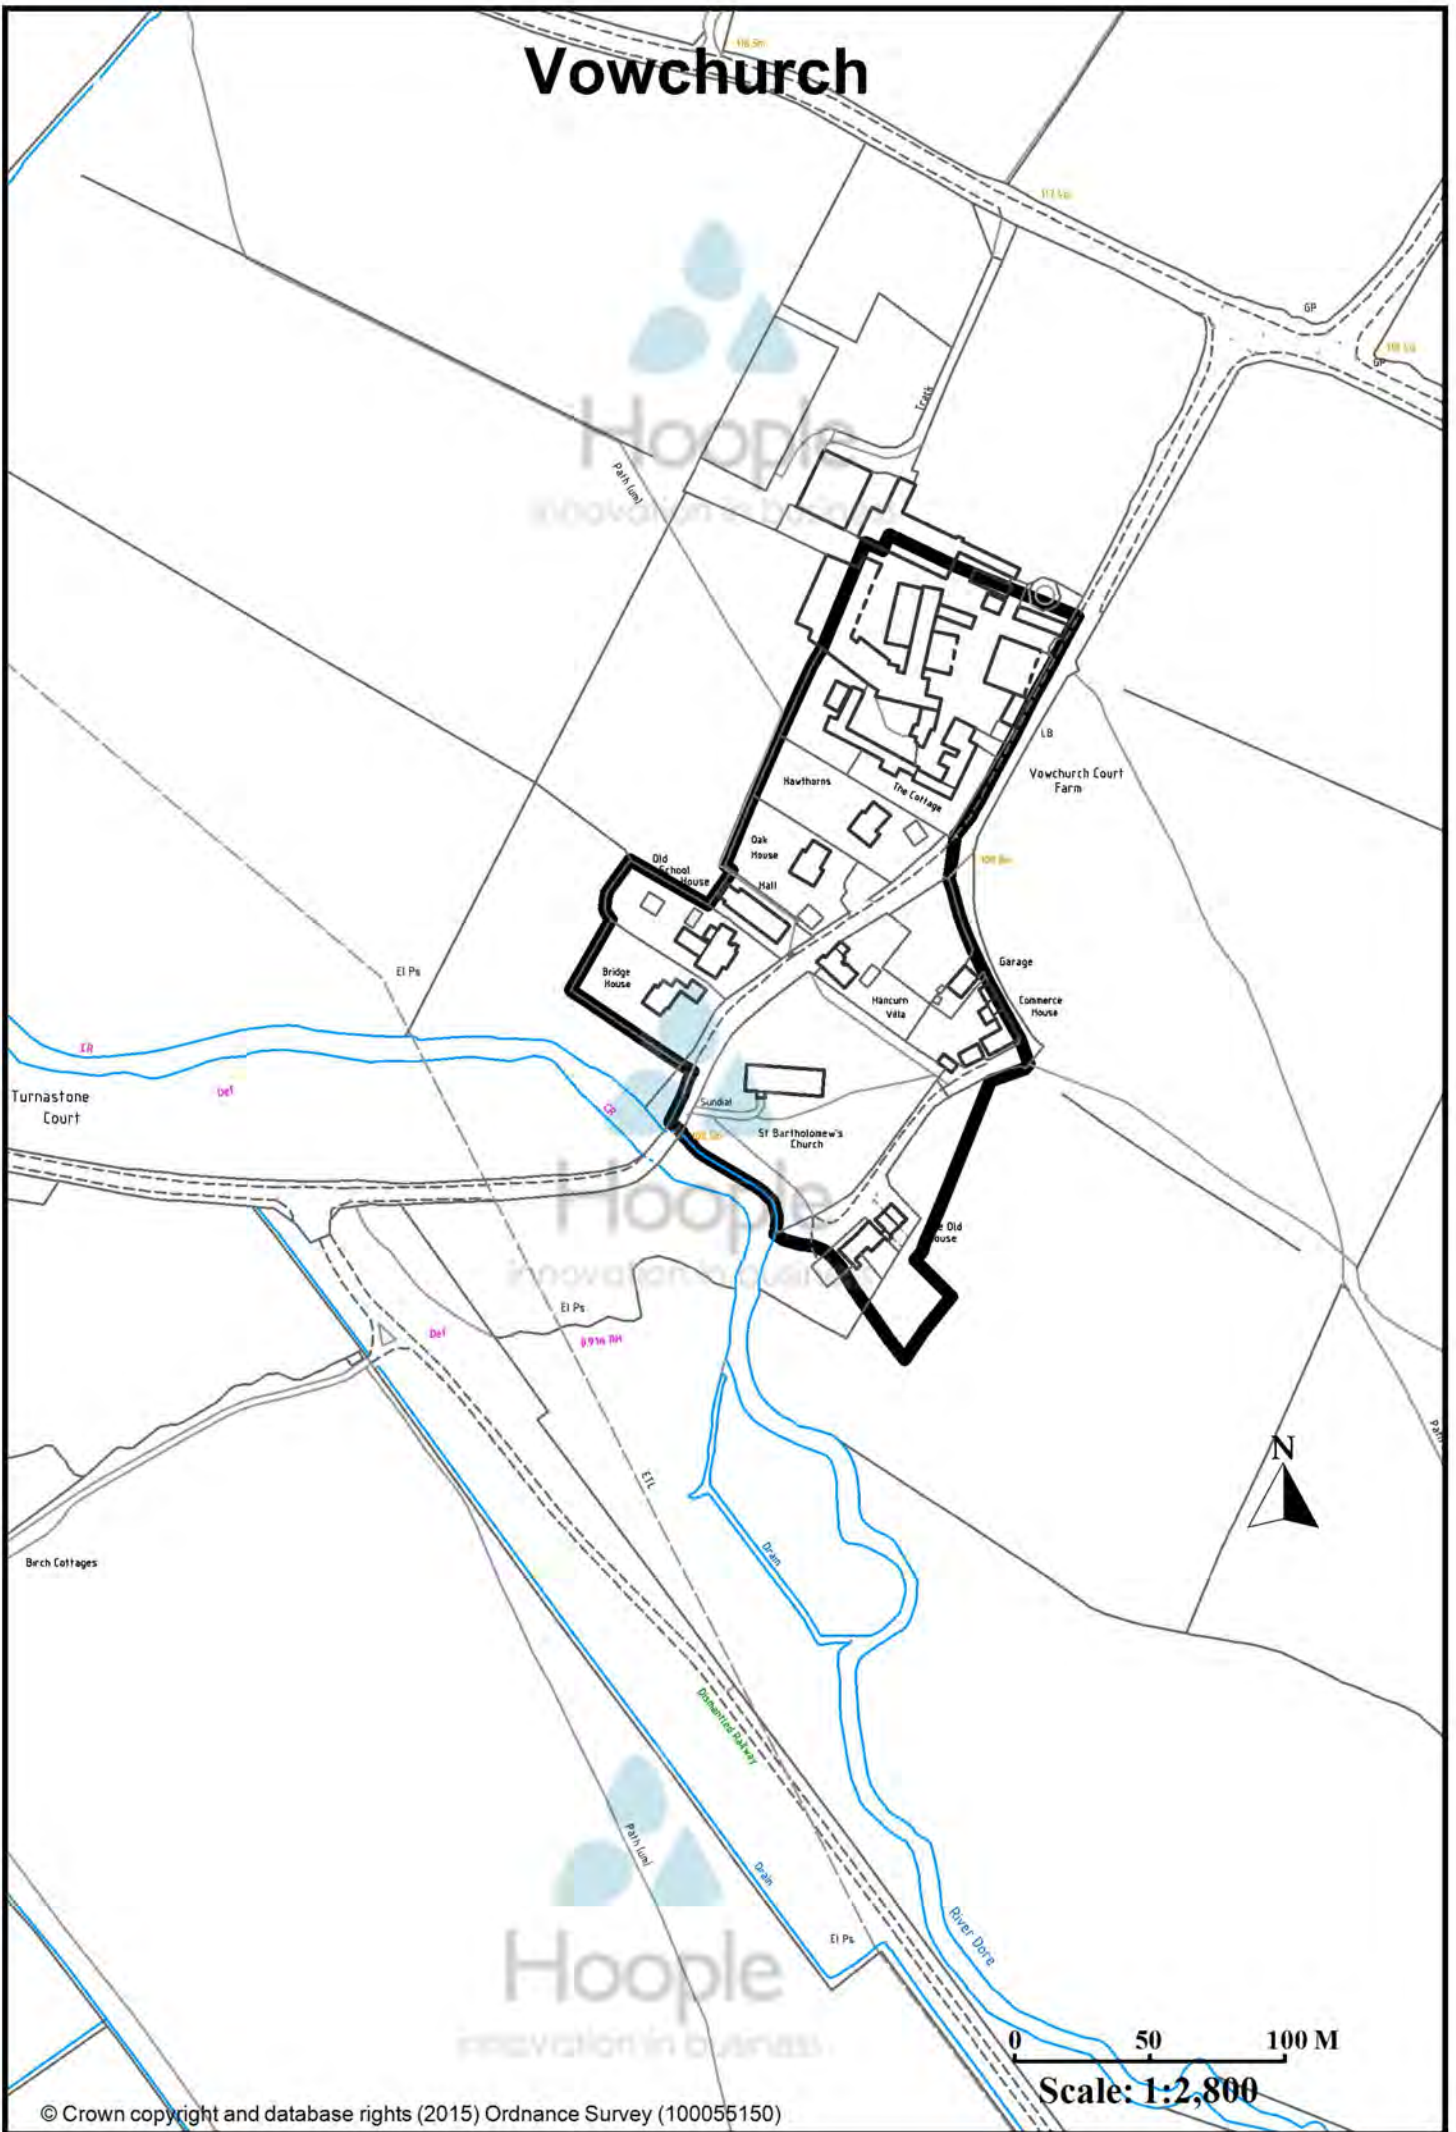 Vowchurch
GP
GP
Track
Hoople
innovation in business
Path (um)
LB
Vowchurch Court
Farm
Hawthorns
The Cottage
Oak
House
Old
School
House
Hall
Garage
El Ps
Bridge
House
Hancurn
Villa
Commerce
House
CR
Def
Turnastone
Court
CR
Sundial
St Bartholomew's
Church
Hoople
innovation in business
Old
El Ps
Def
Path
N
ETL
Drain
Birch Cottages
Dismantled Railway
Path (um)
Drain
El Ps
River Dore
Hoople
innovation in business
0 50 100 M
Scale: 1:2,800
© Crown copyright and database rights (2015) Ordnance Survey (100055150)